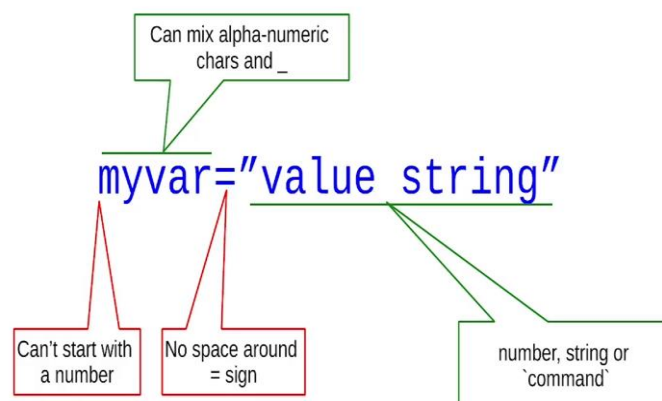 Can mix alpha-numeric
chars and _
myvar=”value string”
Can’t start with
a number
No space around
= sign
number, string or
`command`